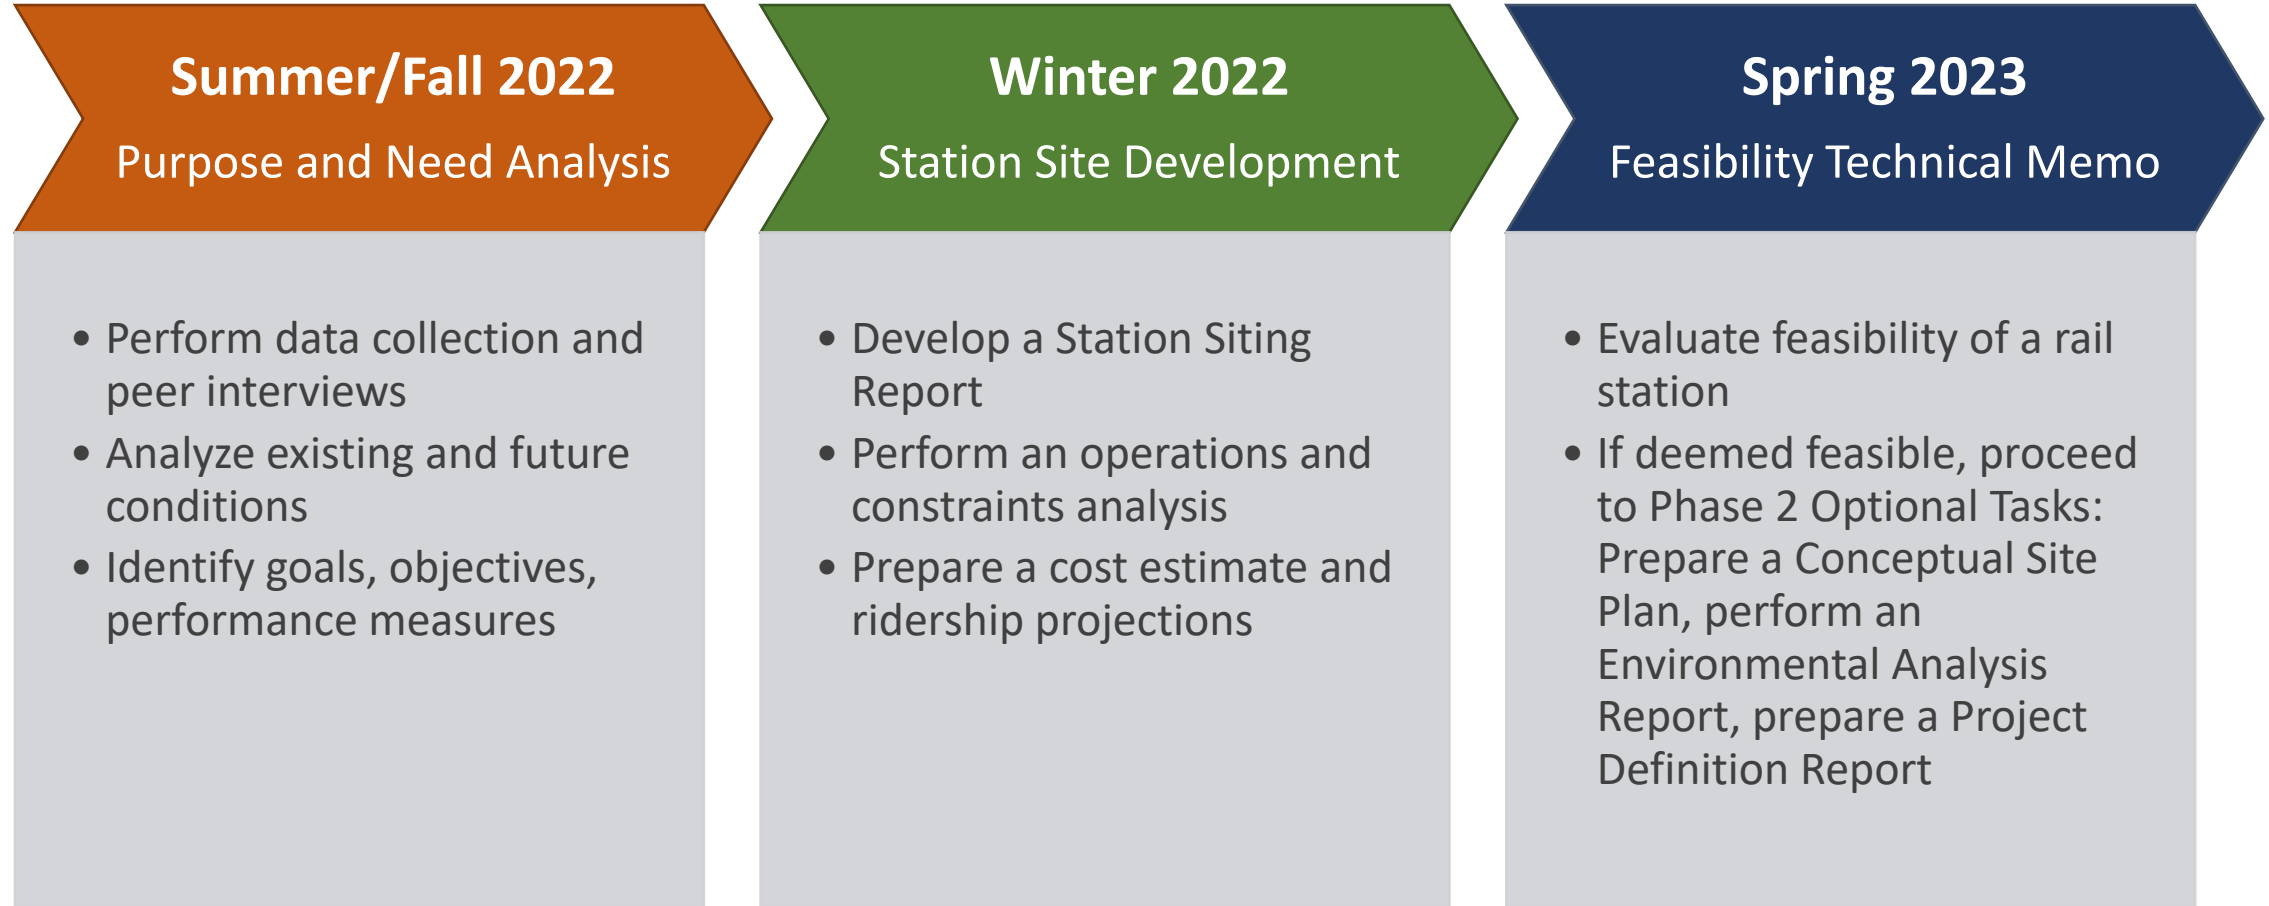 Summer/Fall 2022
Purpose and Need Analysis
• Perform data collection and
peer interviews
• Analyze existing and future
conditions
• Identify goals, objectives,
performance measures
Winter 2022
Station Site Development
• Develop a Station Siting
Report
• Perform an operations and
constraints analysis
• Prepare a cost estimate and
ridership projections
Spring 2023
Feasibility Technical Memo
• Evaluate feasibility of a rail
station
• If deemed feasible, proceed
to Phase 2 Optional Tasks:
Prepare a Conceptual Site
Plan, perform an
Environmental Analysis
Report, prepare a Project
Definition Report